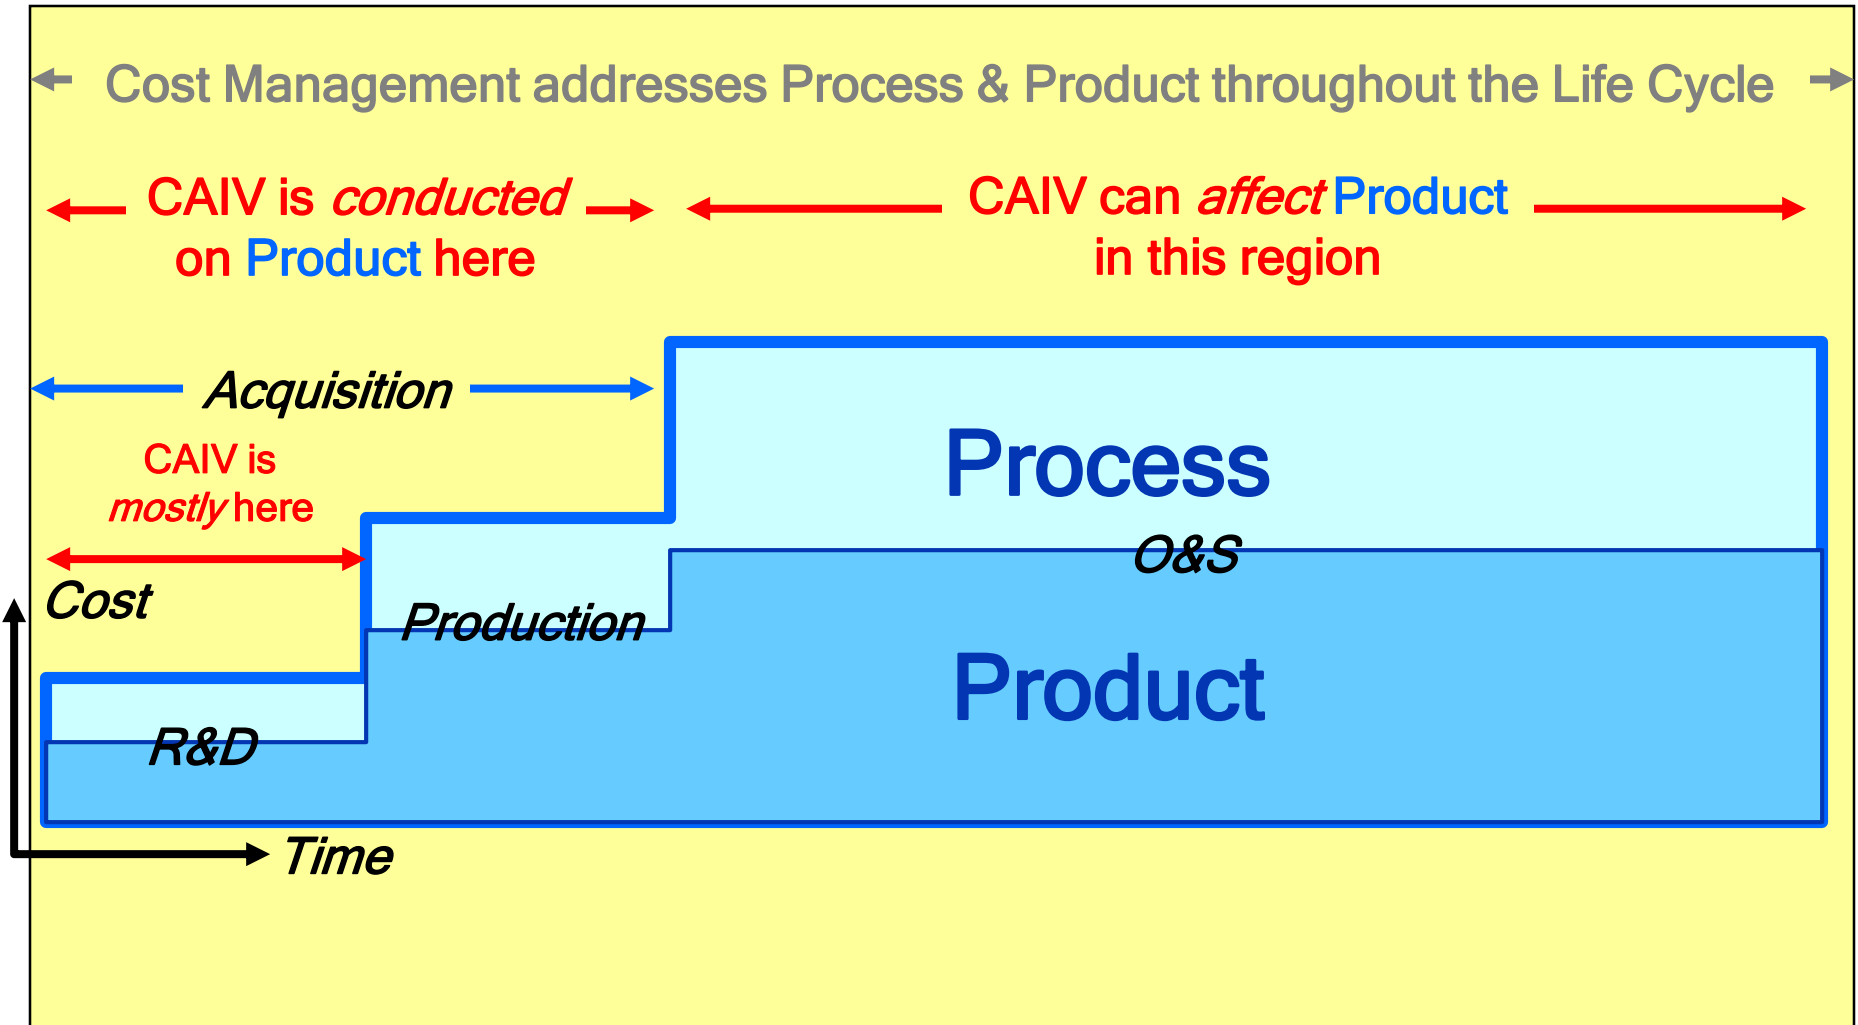 Cost Management addresses Process & Product throughout the Life Cycle
CAIV is conducted
on Product here
CAIV can affect Product
in this region
Acquisition
CAIV is
mostly here
Process
O&S
Cost
Production
Product
R&D
Time